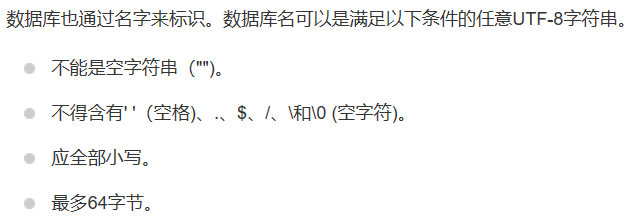 数据库也通过名字来标识。数据库名可以是满足以下条件的任意UTF-8字符串。
不能是空字符串（"")。
不得含有' '（空格)、.、$、/、\和\0 (空字符)。
应全部小写。
最多64字节。